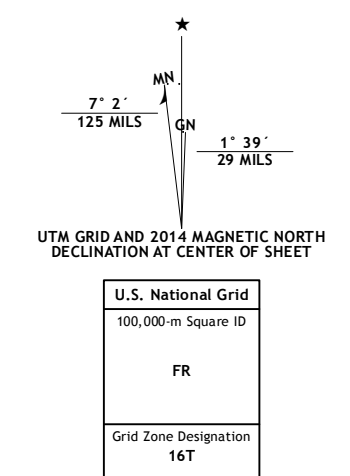 ★
MN
7° 2´
125 MILS
GN
1° 39´
29 MILS
UTM GRID AND 2014 MAGNETIC NORTH
DECLINATION AT CENTER OF SHEET
U.S. National Grid
100,000-m Square ID
FR
Grid Zone Designation
16T